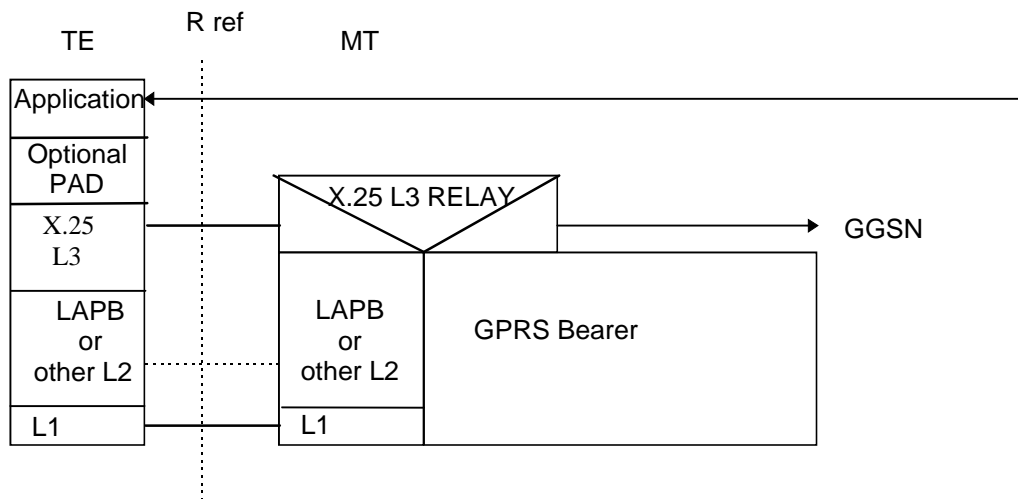 R ref
TE
MT
Application
Optional
PAD
X.25 L3 RELAY
X.25
L3
GGSN
LAPB
or
other L2
LAPB
or
other L2
GPRS Bearer
L1
L1